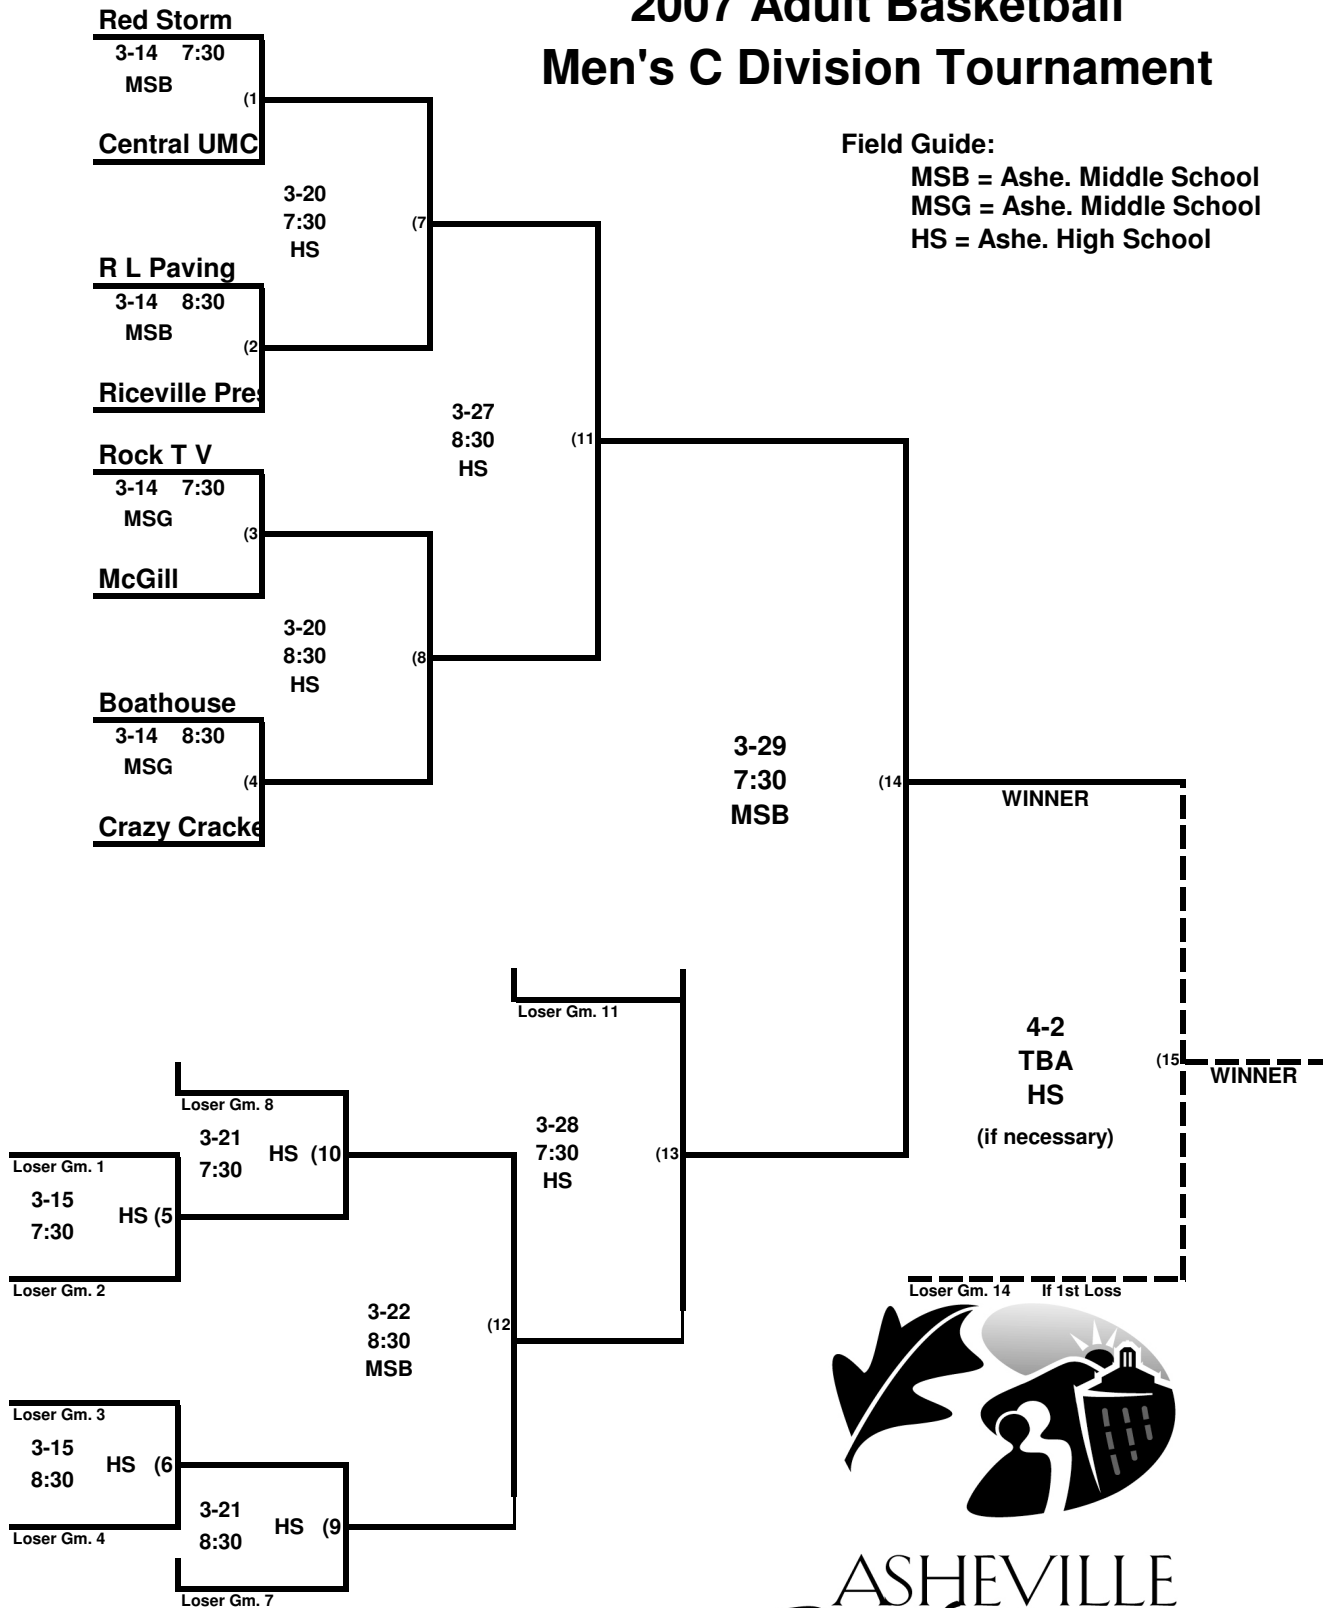 2007 Adult Basketball
Men's C Division Tournament
Field Guide:
MSB = Ashe. Middle School
MSG = Ashe. Middle School
HS = Ashe. High School
Red Storm
3-14 7:30
MSB
(1
Central UMC
3-20
7:30
HS
(7
R L Paving
3-14 8:30
MSB
(2
Riceville Pres
3-27
8:30
HS
(11
Rock T V
3-14 7:30
MSG
(3
McGill
3-20
8:30
HS
(8
Boathouse
3-14 8:30
MSG
(4
Crazy Cracke
3-29
7:30
MSB
(14
WINNER
Loser Gm. 11
4-2
TBA
HS
(if necessary)
(15
WINNER
Loser Gm. 8
3-21
7:30
HS (10
Loser Gm. 1
3-15
7:30
HS (5
Loser Gm. 2
3-28
7:30
HS
(13
Loser Gm. 14 If 1st Loss
3-22
8:30
MSB
(12
Loser Gm. 3
3-15
8:30
HS (6
Loser Gm. 4
3-21
8:30
HS (9
Loser Gm. 7
ASHEVILLE